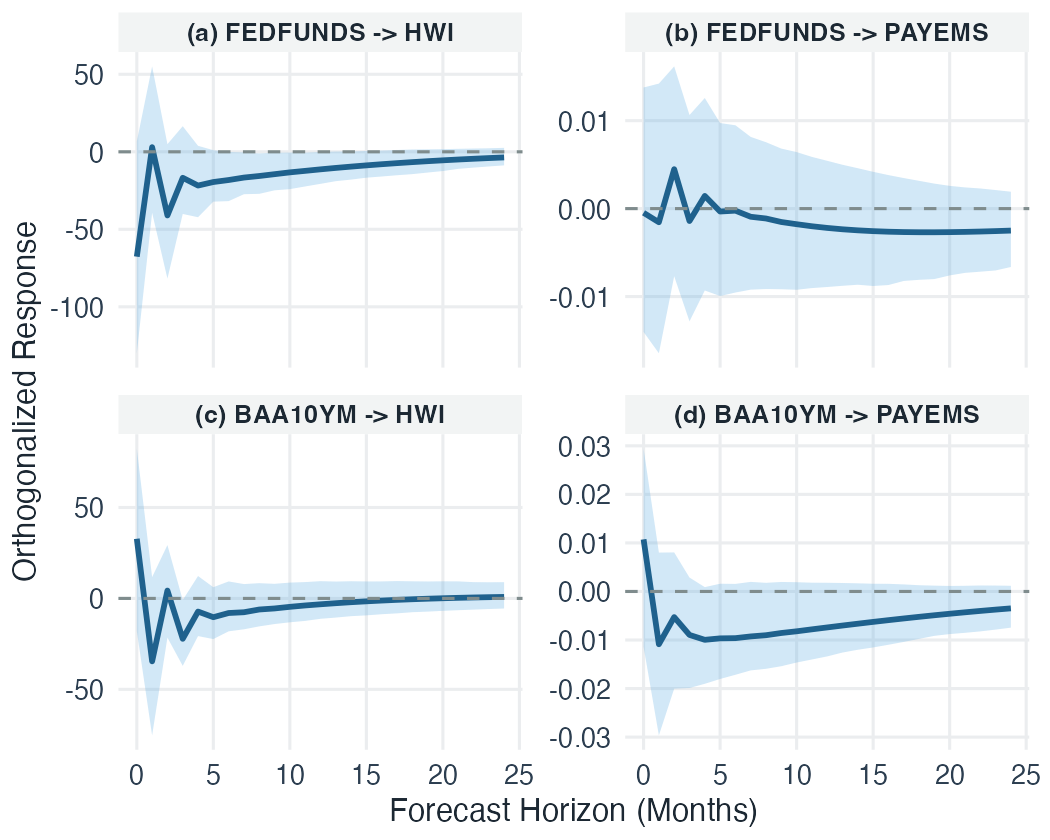 (a) FEDFUNDS -> HWI
50
0
-50
-100
(b) FEDFUNDS -> PAYEMS
0.01
0.00
-0.01
Orthogonalized Response
(c) BAA10YM -> HWI
50
0
-50
0 5 10 15 20 25
(d) BAA10YM -> PAYEMS
0.03
0.02
0.01
0.00
-0.01
-0.02
-0.03
0 5 10 15 20 25
Forecast Horizon (Months)